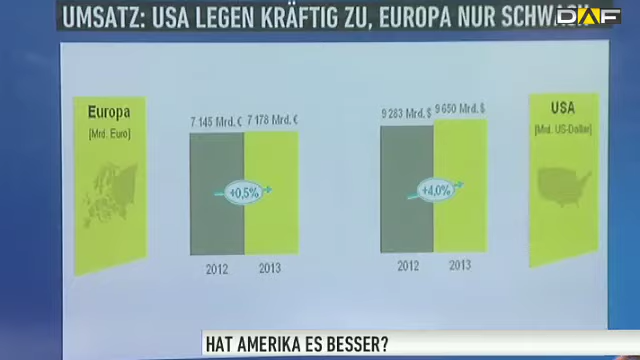 UMSATZ: USA LEGEN KRÄFTIG ZU, EUROPA NUR SCHWACH
DAF
Europa
[Mrd. Euro]
7 145 Mrd. €
7 178 Mrd. €
+0,5%
2012
2013
9 283 Mrd. $
9 650 Mrd. $
+4,0%
2012
2013
USA
[Mrd. US-Dollar]
HAT AMERIKA ES BESSER?